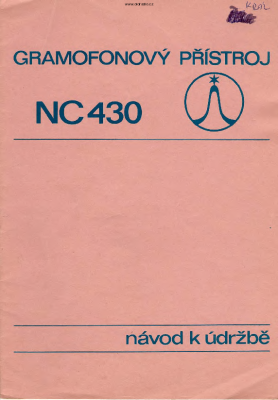 GRAMOFONOVÝ PŘÍSTROJ
NC 430
návod k údržbě